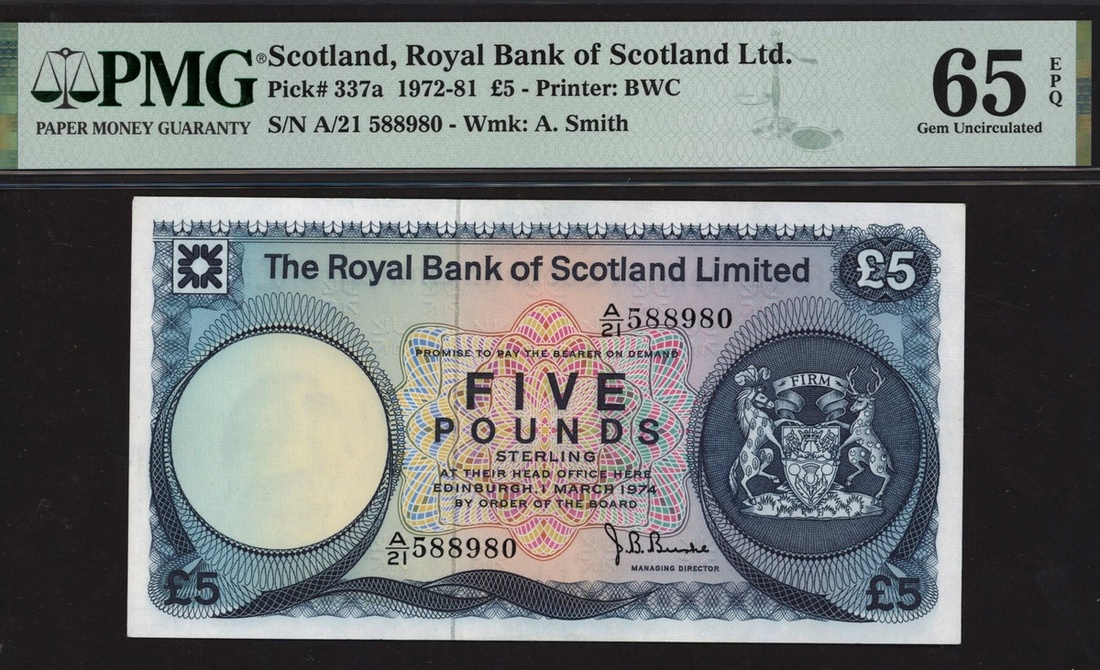 PMG®
PAPER MONEY GUARANTY
Scotland, Royal Bank of Scotland Ltd.
Pick# 337a 1972-81 £5 - Printer: BWC
S/N A/21 588980 - Wmk: A. Smith
65
EPQ
Gem Uncirculated
The Royal Bank of Scotland Limited
£5
A/21 588980
PROMISE TO PAY THE BEARER ON DEMAND
FIVE
POUNDS
STERLING
AT THEIR HEAD OFFICE HERE
EDINBURGH, 1 MARCH 1974
BY ORDER OF THE BOARD
FIRM
A/21 588980
J. B. Burke
MANAGING DIRECTOR
£5
£5